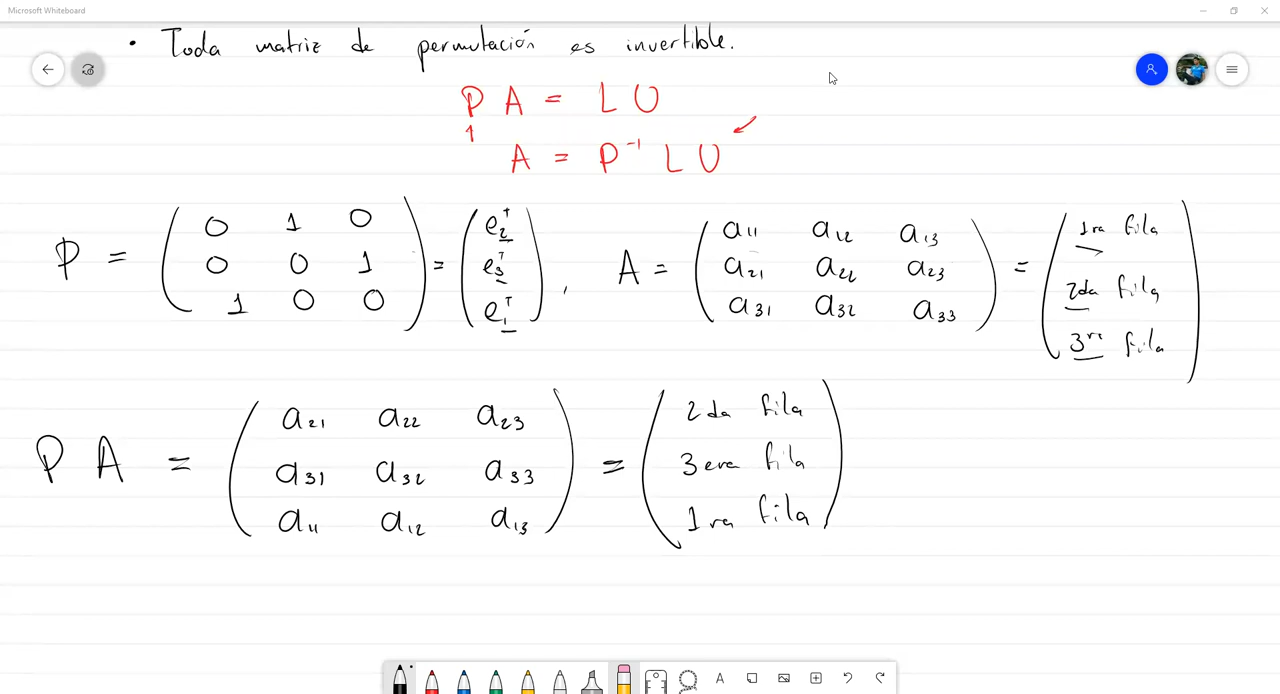 Microsoft Whiteboard
• Toda matriz de permutación es invertible.
P A = L U
1
A = P⁻¹ L U
P = ( 0 1 0 ; 0 0 1 ; 1 0 0 ) = ( e₂ᵀ ; e₃ᵀ ; e₁ᵀ ) , A = ( a₁₁ a₁₂ a₁₃ ; a₂₁ a₂₂ a₂₃ ; a₃₁ a₃₂ a₃₃ ) = ( 1ra fila ; 2da fila ; 3ra fila )
P A = ( a₂₁ a₂₂ a₂₃ ; a₃₁ a₃₂ a₃₃ ; a₁₁ a₁₂ a₁₃ ) = ( 2da fila ; 3era fila ; 1ra fila )
A